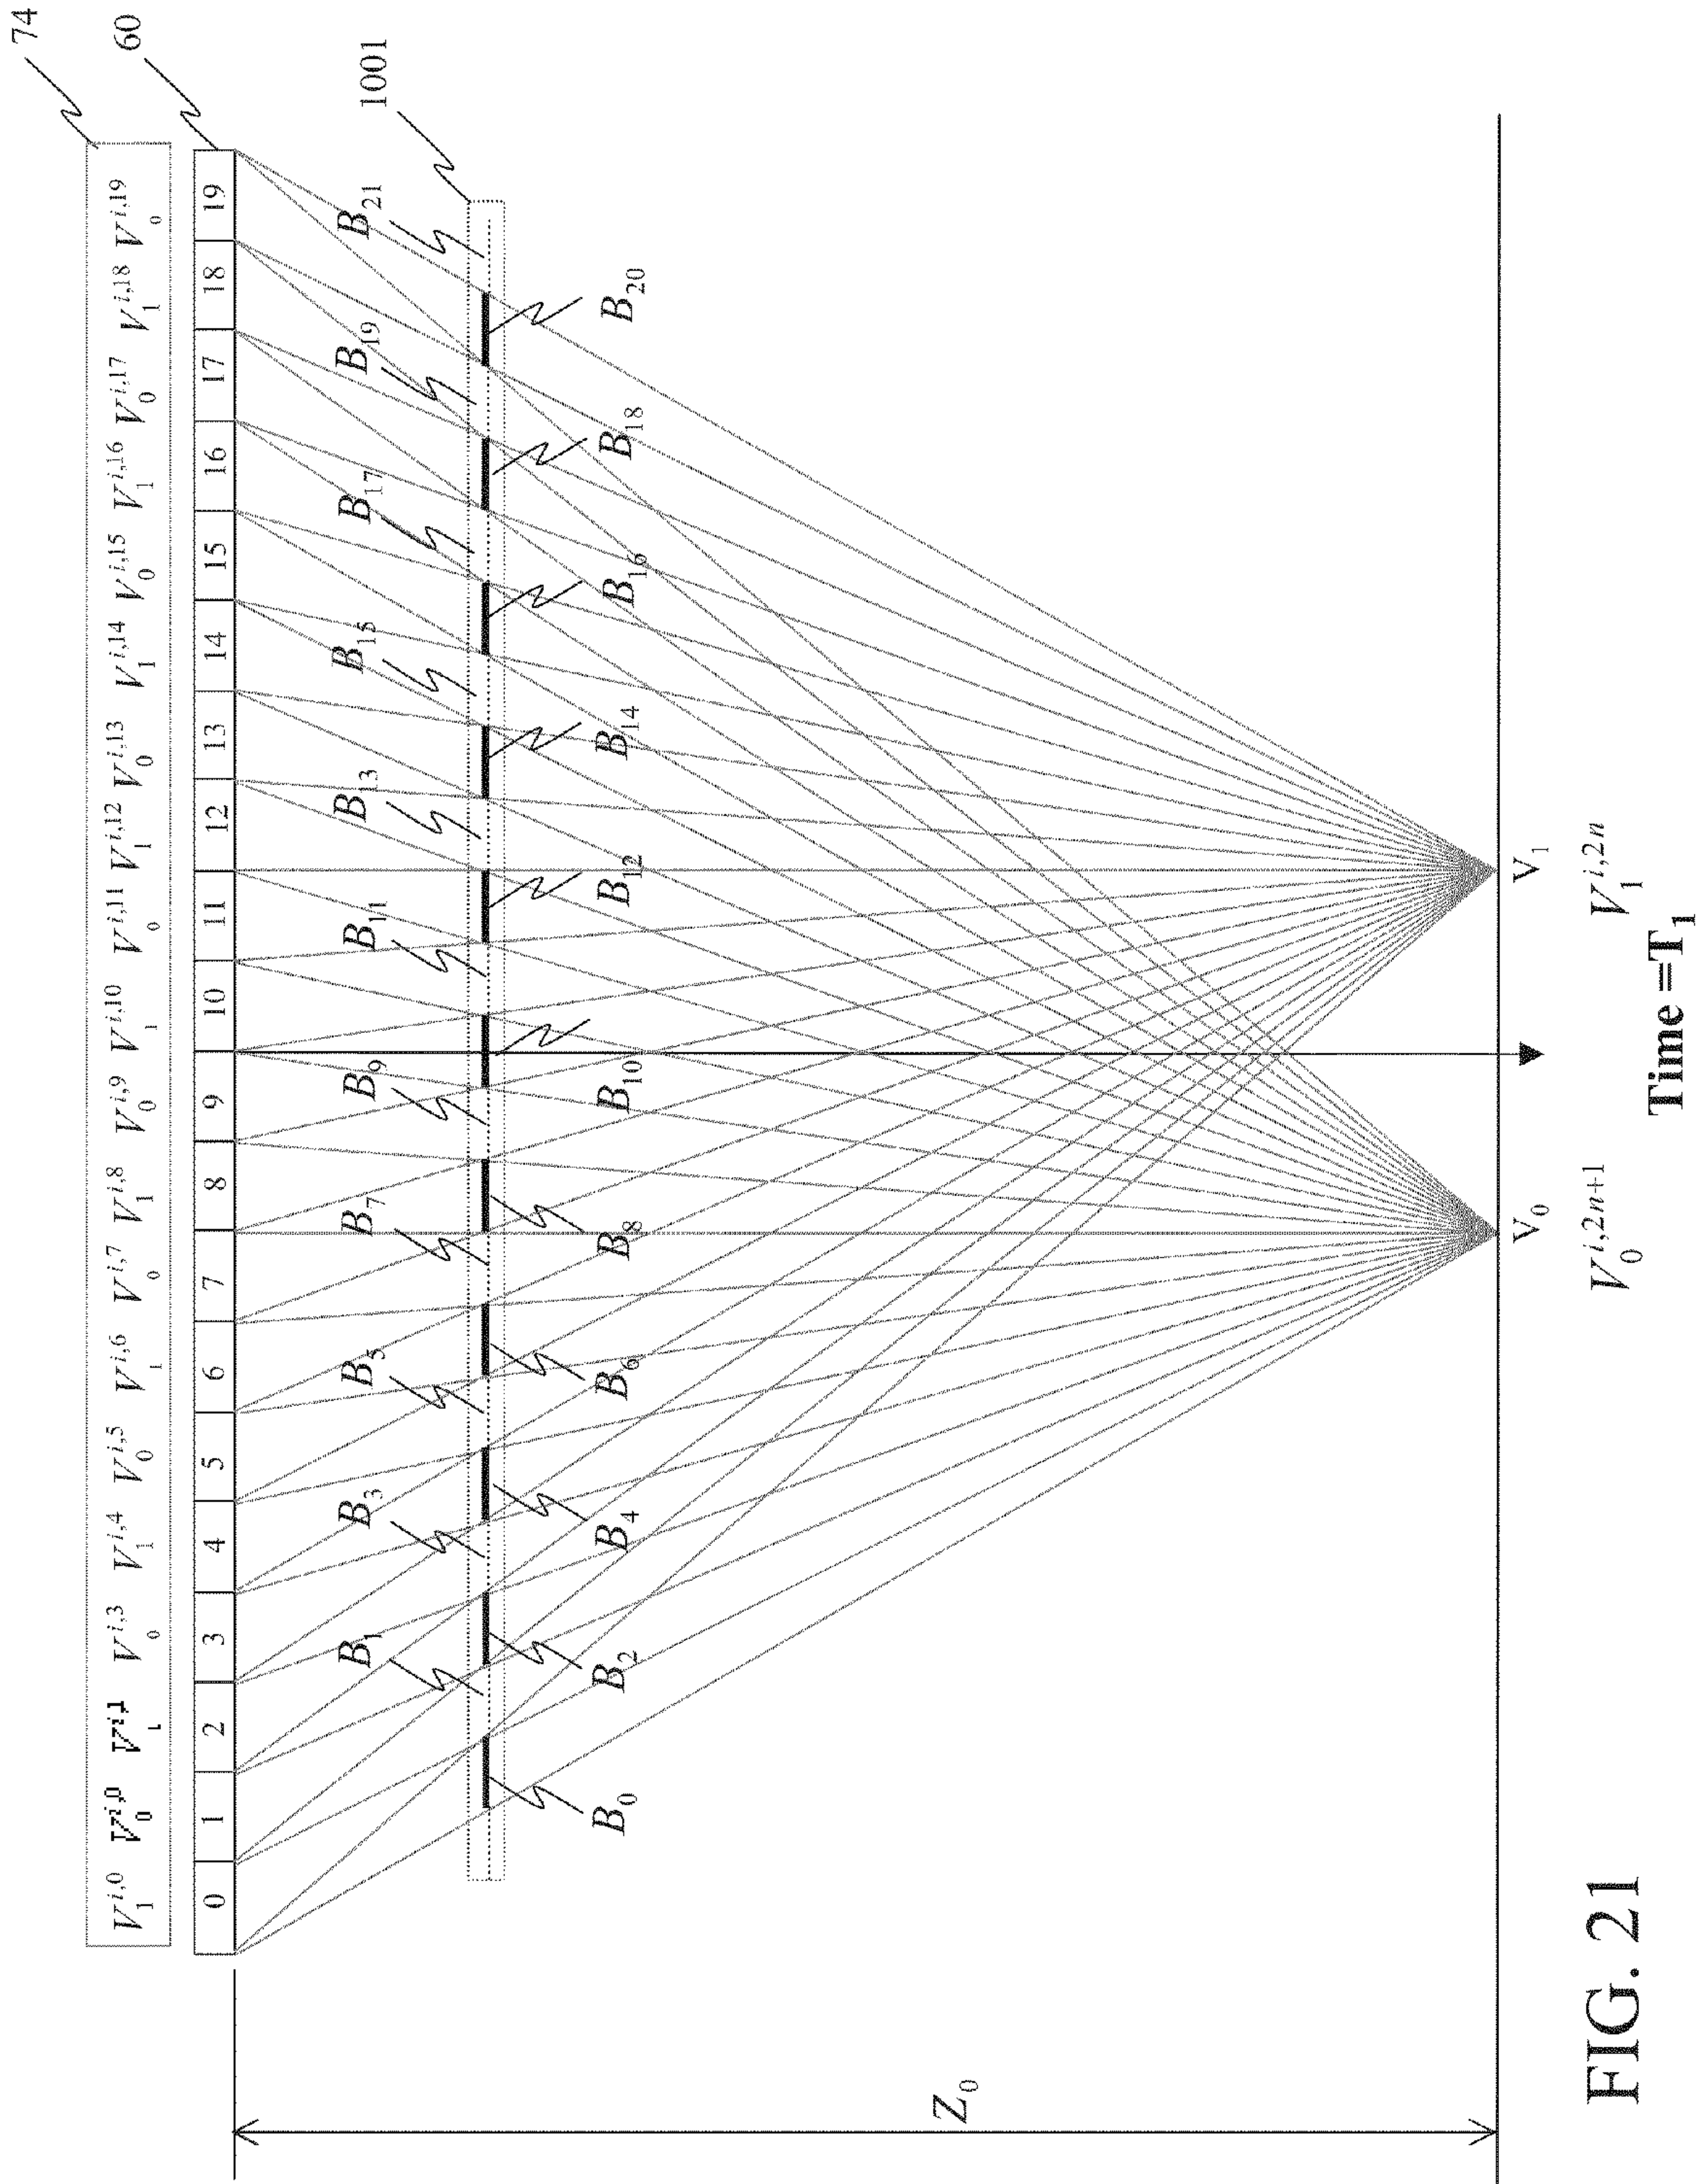 74
V_1^{i,0} V_0^{i,0} V_1^{i,1} V_0^{i,3} V_1^{i,4} V_0^{i,5} V_1^{i,6} V_0^{i,7} V_1^{i,8} V_0^{i,9} V_1^{i,10} V_0^{i,11} V_1^{i,12} V_0^{i,13} V_1^{i,14} V_0^{i,15} V_1^{i,16} V_0^{i,17} V_1^{i,18} V_0^{i,19}
60
0 1 2 3 4 5 6 7 8 9 10 11 12 13 14 15 16 17 18 19
1001
B_1 B_3 B_5 B_7 B_9 B_11 B_13 B_15 B_17 B_19 B_21
B_0 B_2 B_4 B_6 B_8 B_10 B_12 B_14 B_16 B_18 B_20
Z_0
V_0 V_1
V_0^{i,2n+1} V_1^{i,2n}
Time =T_1
FIG. 21